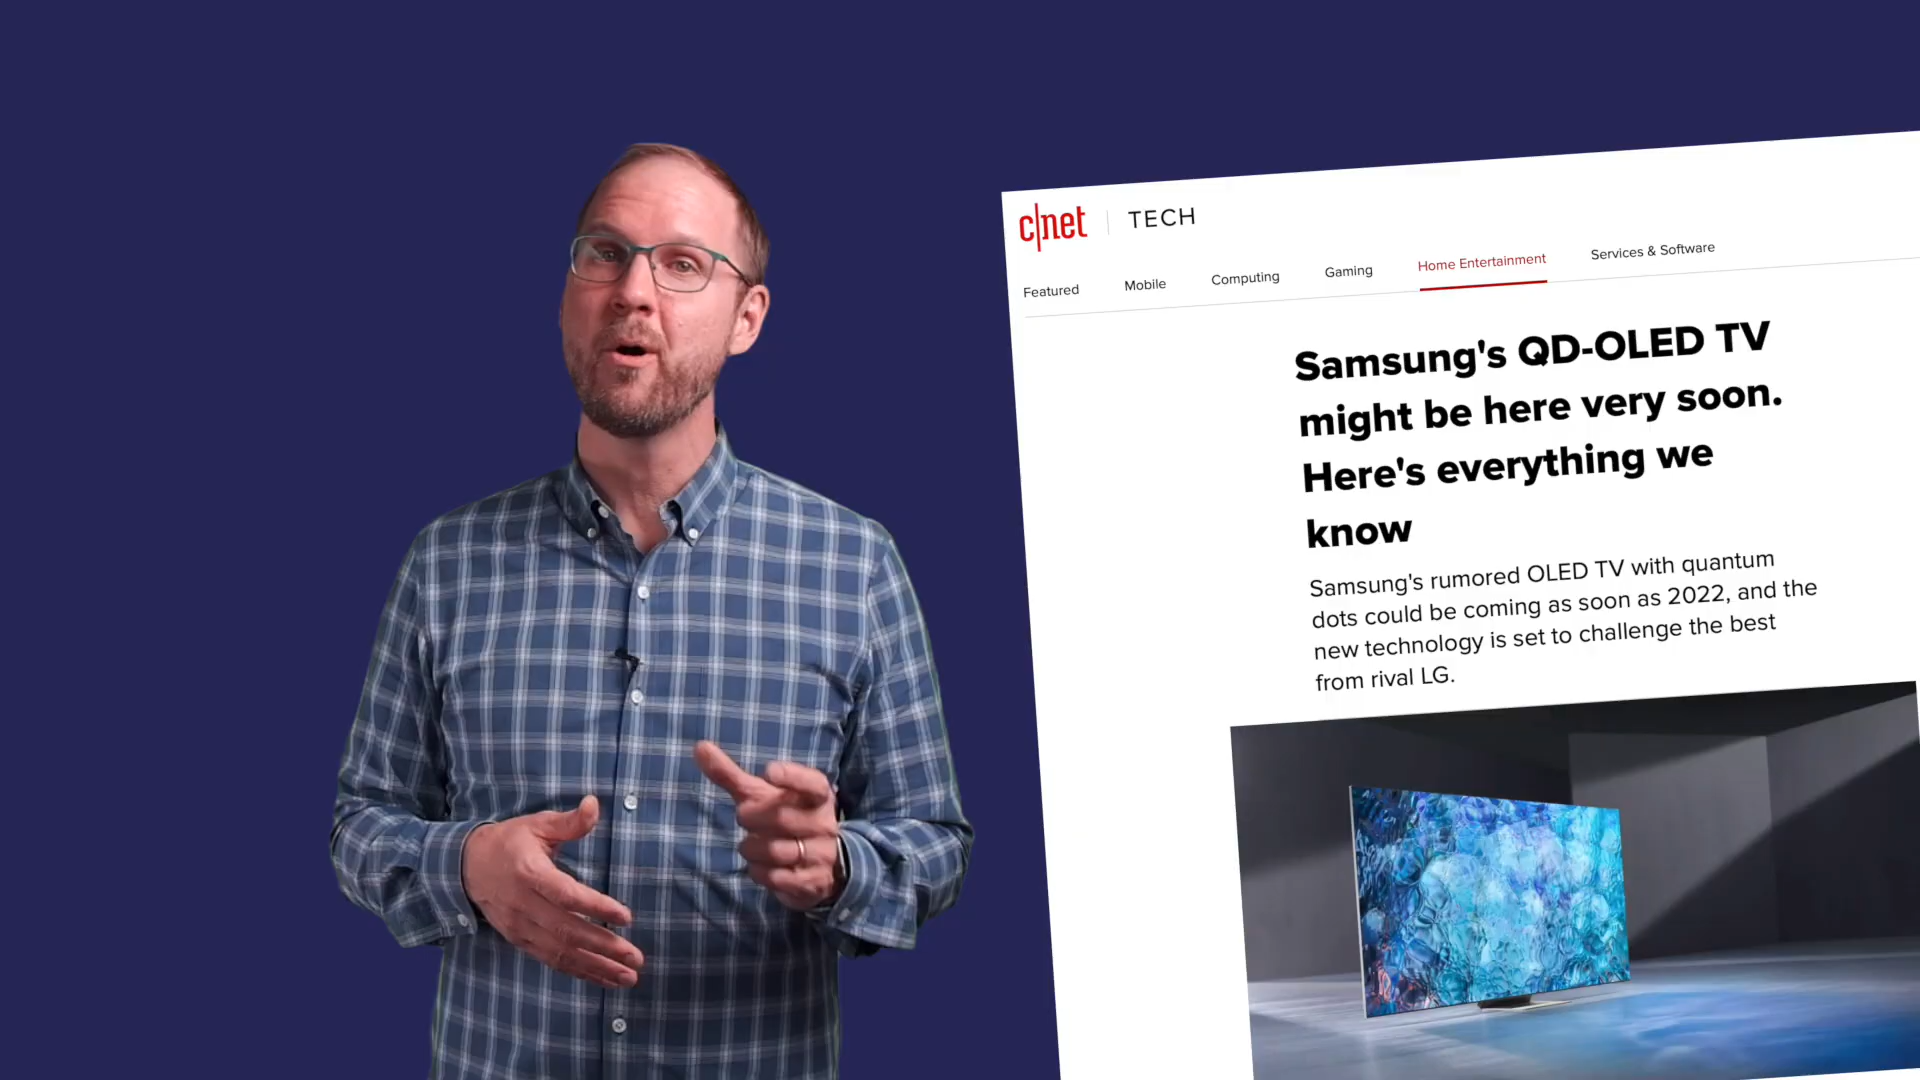 c|net TECH
Featured Mobile Computing Gaming Home Entertainment Services & Software
Samsung's QD-OLED TV
might be here very soon.
Here's everything we
know
Samsung's rumored OLED TV with quantum
dots could be coming as soon as 2022, and the
new technology is set to challenge the best
from rival LG.